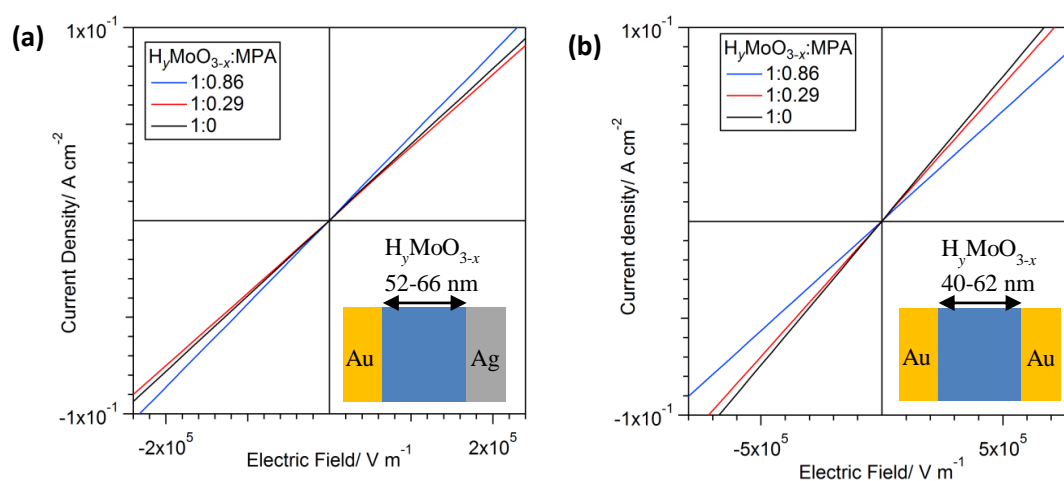 (a)
1x10⁻¹
HyMoO3-x:MPA
1:0.86
1:0.29
1:0
Current Density/ A cm⁻²
HyMoO3-x
52-66 nm
Au
Ag
-1x10⁻¹
-2x10⁵
2x10⁵
Electric Field/ V m⁻¹
(b)
1x10⁻¹
HyMoO3-x:MPA
1:0.86
1:0.29
1:0
Current density/ A cm⁻²
HyMoO3-x
40-62 nm
Au
Au
-1x10⁻¹
-5x10⁵
5x10⁵
Electric Field/ V m⁻¹